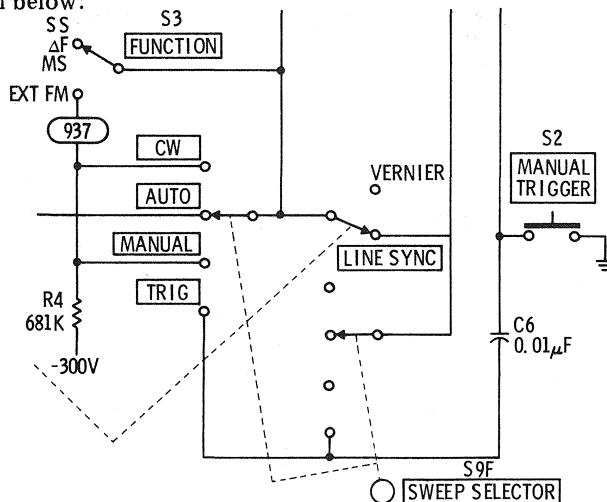 n below.
S3
SS
ΔF
MS
FUNCTION
EXT FM
937
CW
S2
MANUAL
TRIGGER
VERNIER
AUTO
MANUAL
LINE SYNC
TRIG
R4
681K
C6
0.01µF
-300V
S9F
SWEEP SELECTOR